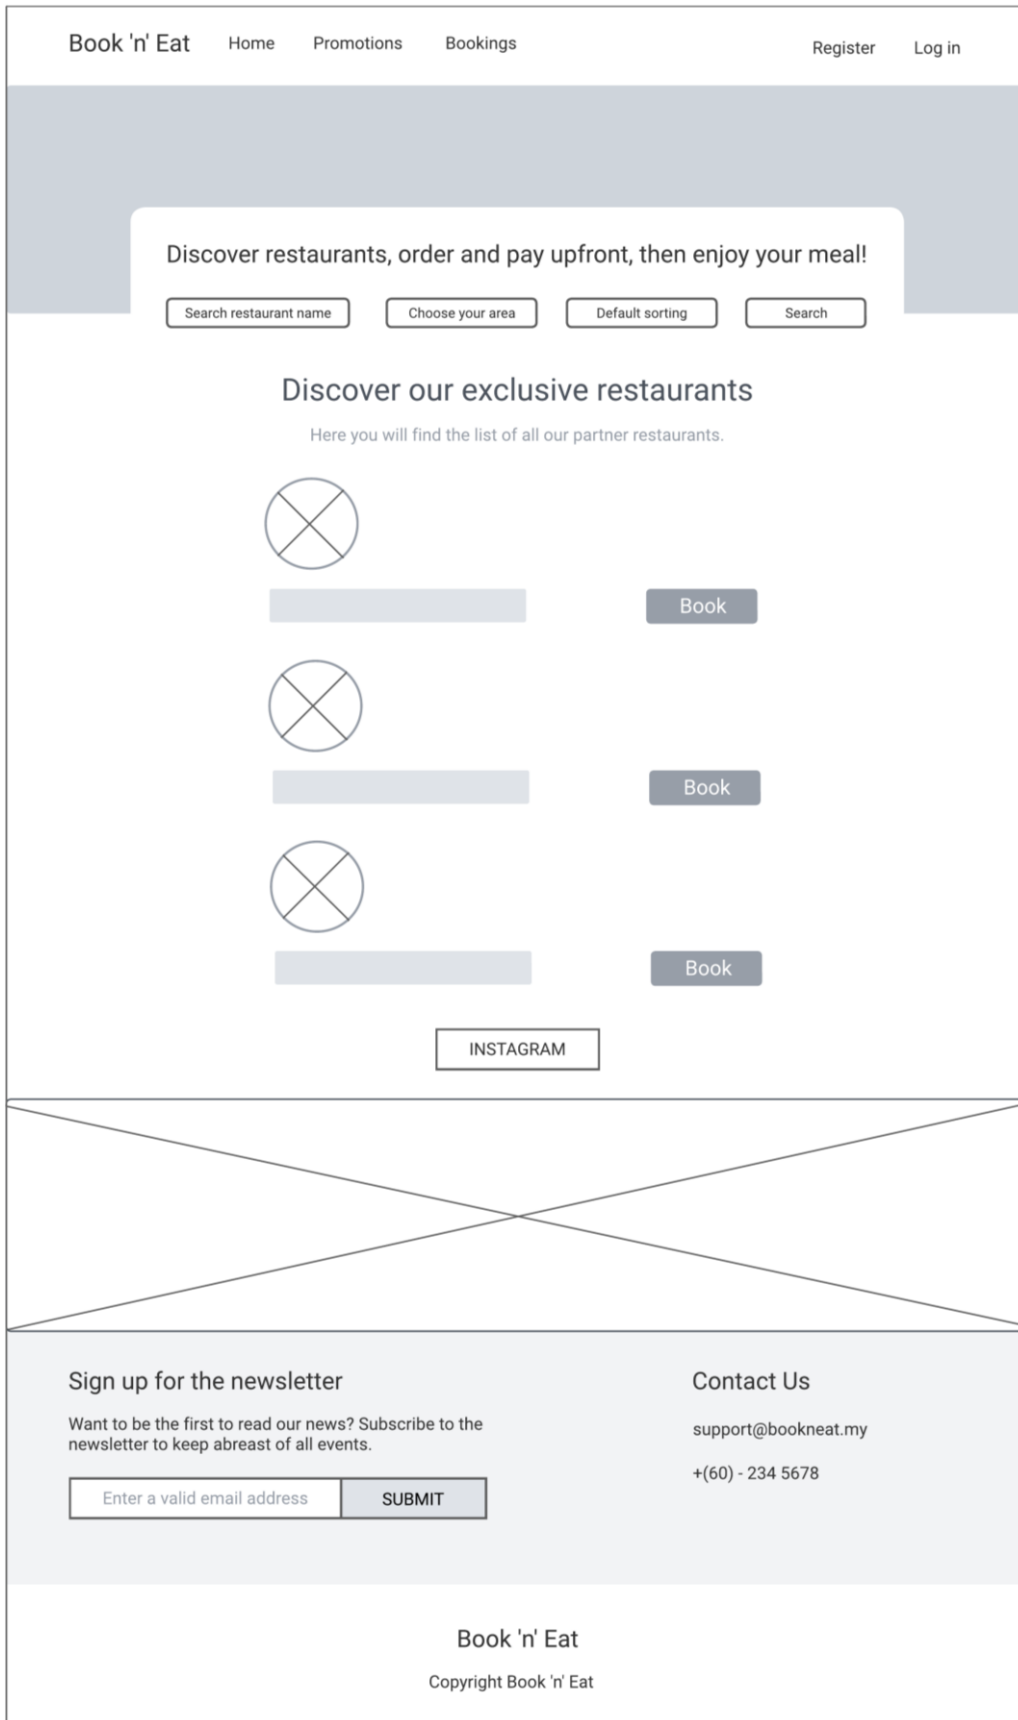 Book 'n' Eat
Home
Promotions
Bookings
Register
Log in
Discover restaurants, order and pay upfront, then enjoy your meal!
Search restaurant name
Choose your area
Default sorting
Search
Discover our exclusive restaurants
Here you will find the list of all our partner restaurants.
Book
Book
Book
INSTAGRAM
Sign up for the newsletter
Want to be the first to read our news? Subscribe to the
newsletter to keep abreast of all events.
Enter a valid email address
SUBMIT
Contact Us
support@bookneat.my
+(60) - 234 5678
Book 'n' Eat
Copyright Book 'n' Eat